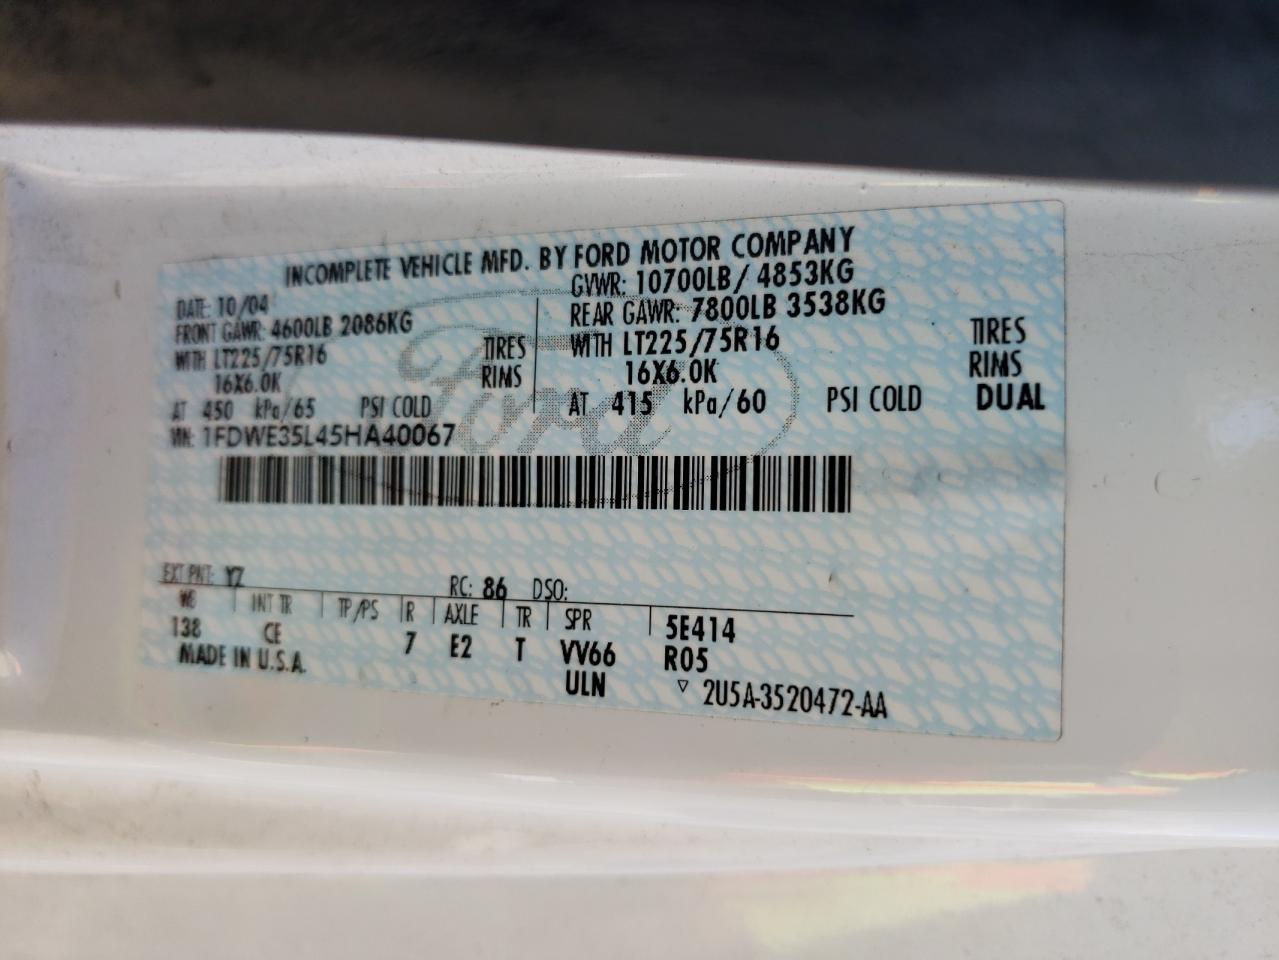 INCOMPLETE VEHICLE MFD. BY FORD MOTOR COMPANY
DATE: 10/04 GVWR: 10700LB/ 4853KG
FRONT GAWR: 4600LB 2086KG REAR GAWR: 7800LB 3538KG
WITH LT225/75R16 TIRES WITH LT225/75R16 TIRES
16X6.0K RIMS 16X6.0K RIMS
AT 450 kPa/65 PSI COLD AT 415 kPa/60 PSI COLD DUAL
VIN: 1FDWE35L45HA40067
Ford
EXT PNT: YZ RC: 86 DSO:
WB INT TR TP/PS R AXLE TR SPR 5E414
138 CE 7 E2 T VV66 R05
MADE IN U.S.A. ULN ▽ 2U5A-3520472-AA